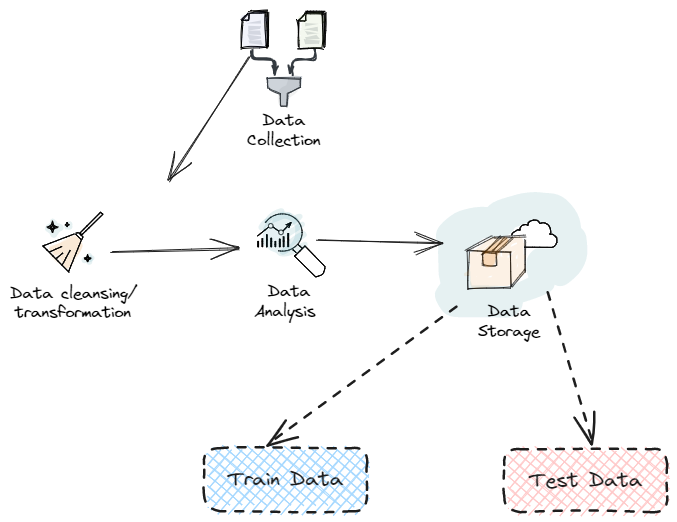 Data
Collection
Data cleansing/
transformation
Data
Analysis
Data
Storage
Train Data
Test Data